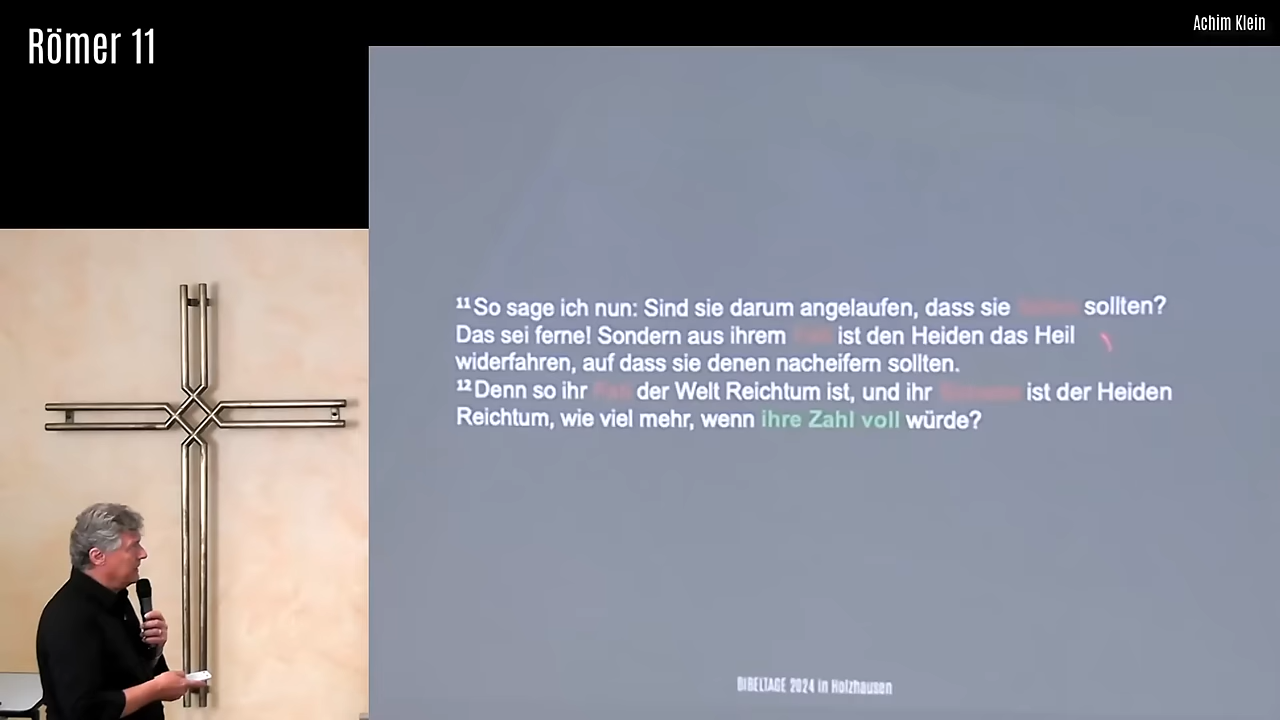 Römer 11
Achim Klein
¹¹So sage ich nun: Sind sie darum angelaufen, dass sie sollten?
Das sei ferne! Sondern aus ihrem Fall ist den Heiden das Heil
widerfahren, auf dass sie denen nacheifern sollten.
¹²Denn so ihr Fall der Welt Reichtum ist, und ihr ist der Heiden
Reichtum, wie viel mehr, wenn ihre Zahl voll würde?
BIBELTAGE 2024 in Holzhausen